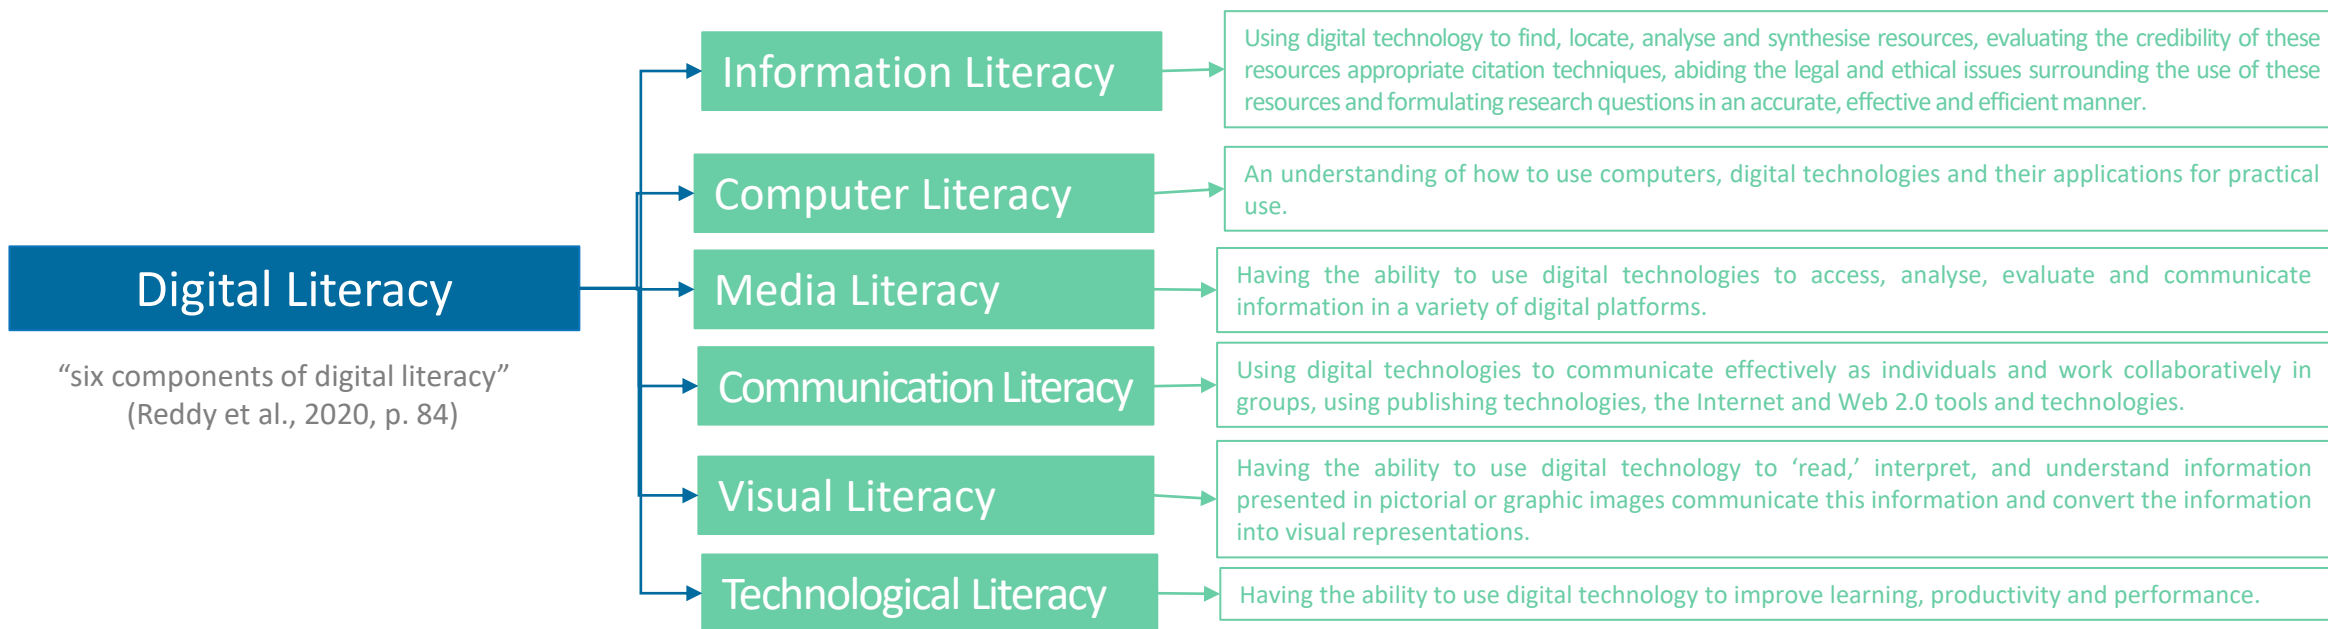 Digital Literacy
“six components of digital literacy”
(Reddy et al., 2020, p. 84)
Information Literacy
Using digital technology to find, locate, analyse and synthesise resources, evaluating the credibility of these
resources appropriate citation techniques, abiding the legal and ethical issues surrounding the use of these
resources and formulating research questions in an accurate, effective and efficient manner.
Computer Literacy
An understanding of how to use computers, digital technologies and their applications for practical
use.
Media Literacy
Having the ability to use digital technologies to access, analyse, evaluate and communicate
information in a variety of digital platforms.
Communication Literacy
Using digital technologies to communicate effectively as individuals and work collaboratively in
groups, using publishing technologies, the Internet and Web 2.0 tools and technologies.
Visual Literacy
Having the ability to use digital technology to ‘read,’ interpret, and understand information
presented in pictorial or graphic images communicate this information and convert the information
into visual representations.
Technological Literacy
Having the ability to use digital technology to improve learning, productivity and performance.